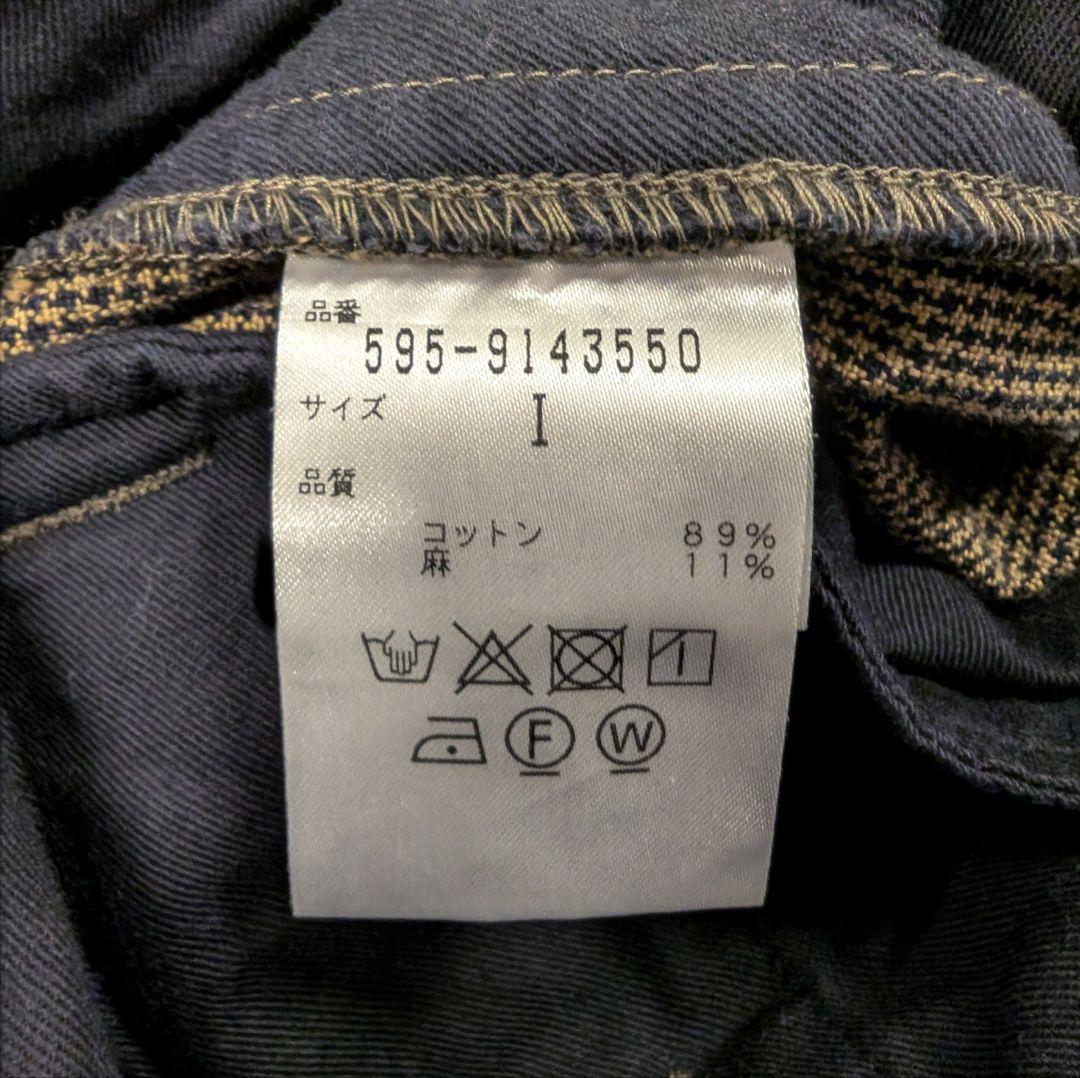 品番
595-9143550
サイズ I
品質
コットン 89%
麻 11%
F W